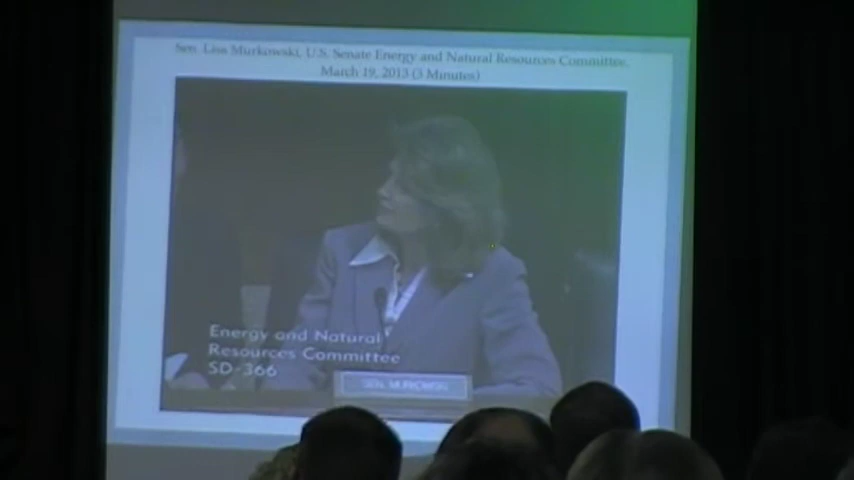 Sen. Lisa Murkowski, U.S. Senate Energy and Natural Resources Committee,
March 19, 2013 (3 Minutes)
Energy and Natural
Resources Committee
SD-366
SEN. MURKOWSKI